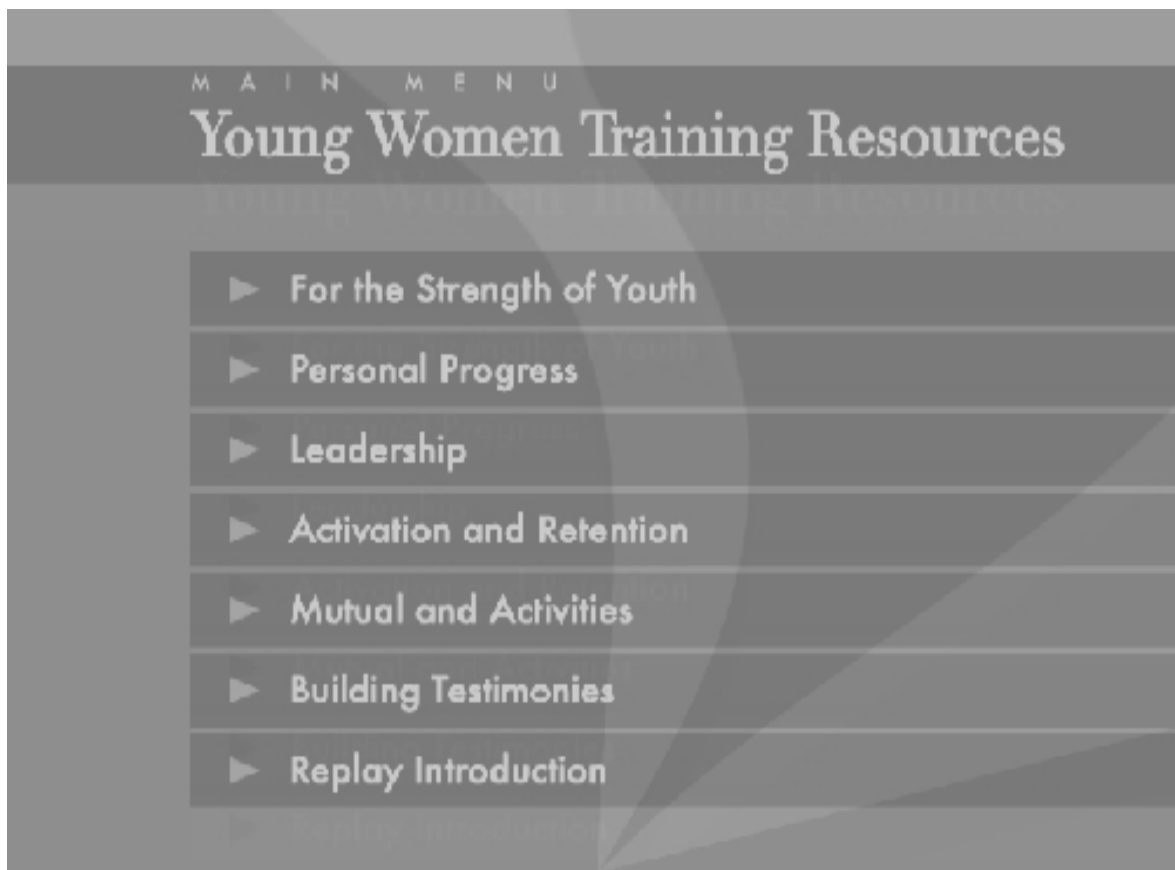 MAIN MENU
Young Women Training Resources
For the Strength of Youth
Personal Progress
Leadership
Activation and Retention
Mutual and Activities
Building Testimonies
Replay Introduction